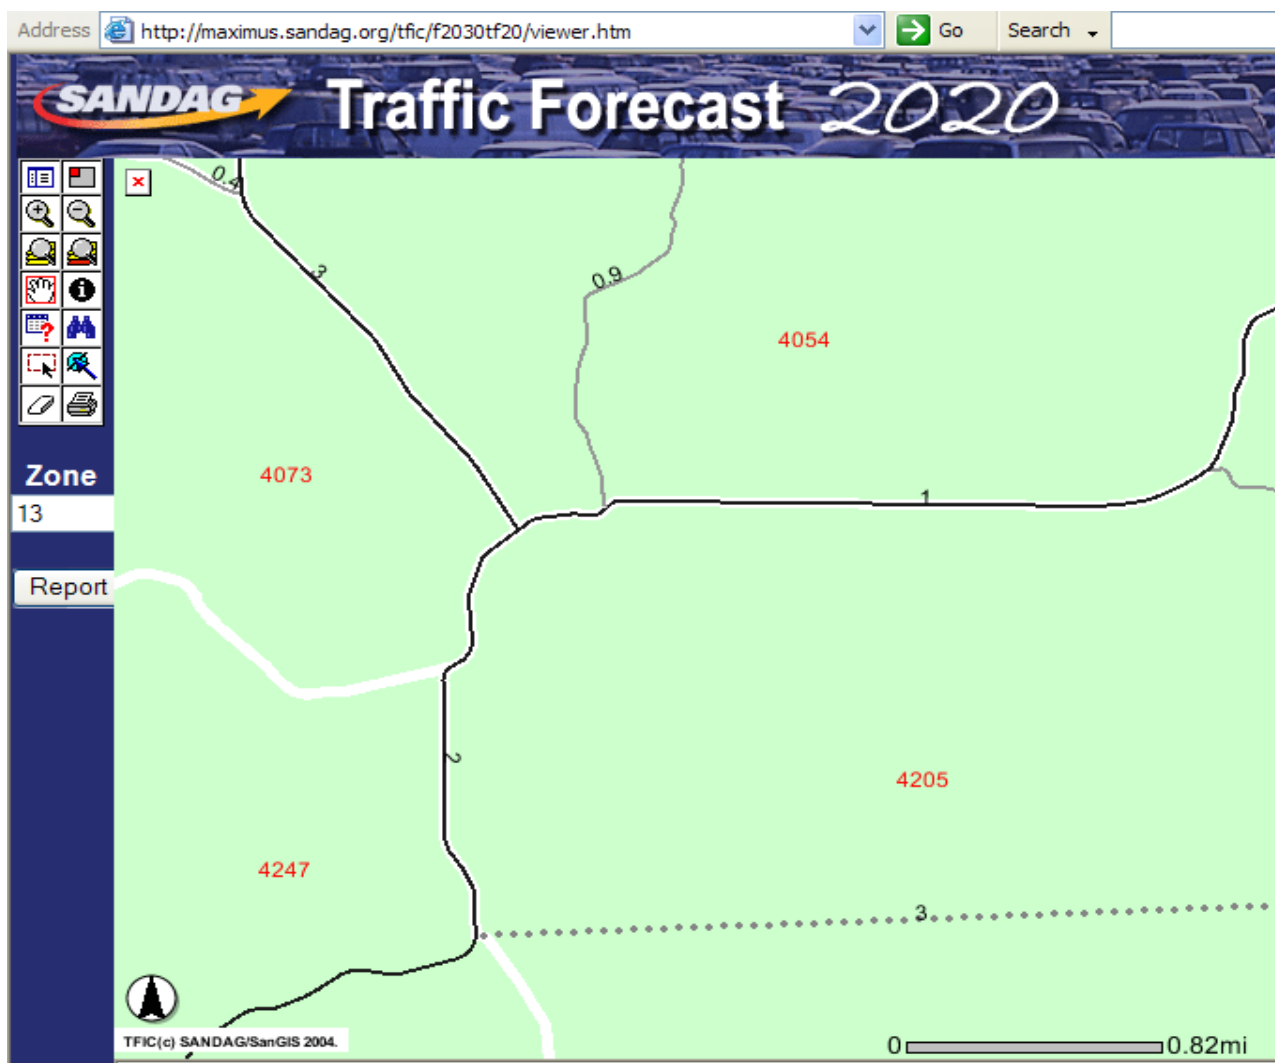 Address http://maximus.sandag.org/tfic/f2030tf20/viewer.htm Go Search
SANDAG Traffic Forecast 2020
0.4
3
0.9
4054
4073
Zone
1
13
Report
2
4205
4247
3
TFIC(c) SANDAG/SanGIS 2004.
0 0.82mi